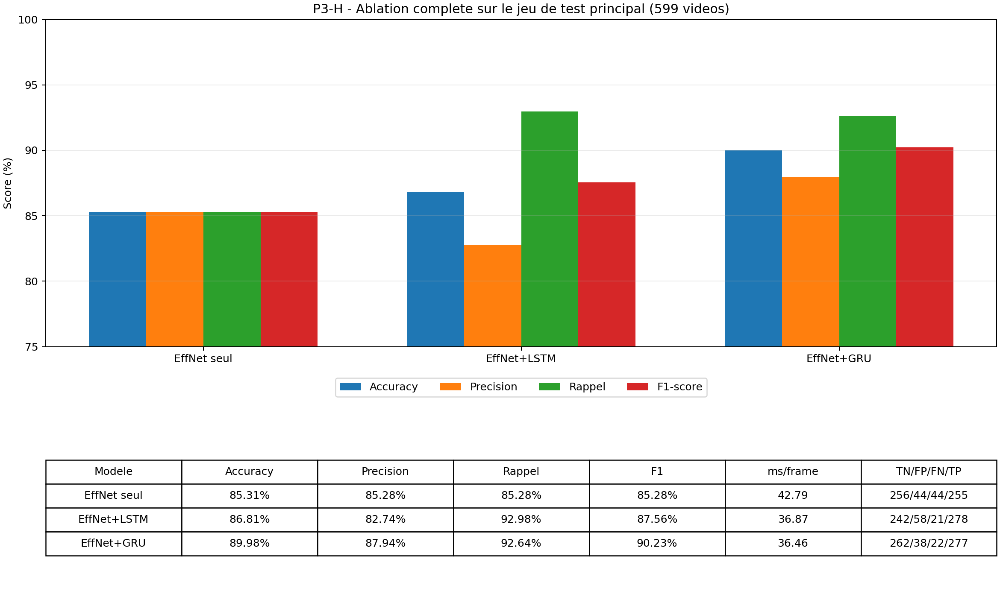 P3-H - Ablation complete sur le jeu de test principal (599 videos)
Score (%)
100
95
90
85
80
75
EffNet seul EffNet+LSTM EffNet+GRU
Accuracy Precision Rappel F1-score
Modele Accuracy Precision Rappel F1 ms/frame TN/FP/FN/TP
EffNet seul 85.31% 85.28% 85.28% 85.28% 42.79 256/44/44/255
EffNet+LSTM 86.81% 82.74% 92.98% 87.56% 36.87 242/58/21/278
EffNet+GRU 89.98% 87.94% 92.64% 90.23% 36.46 262/38/22/277